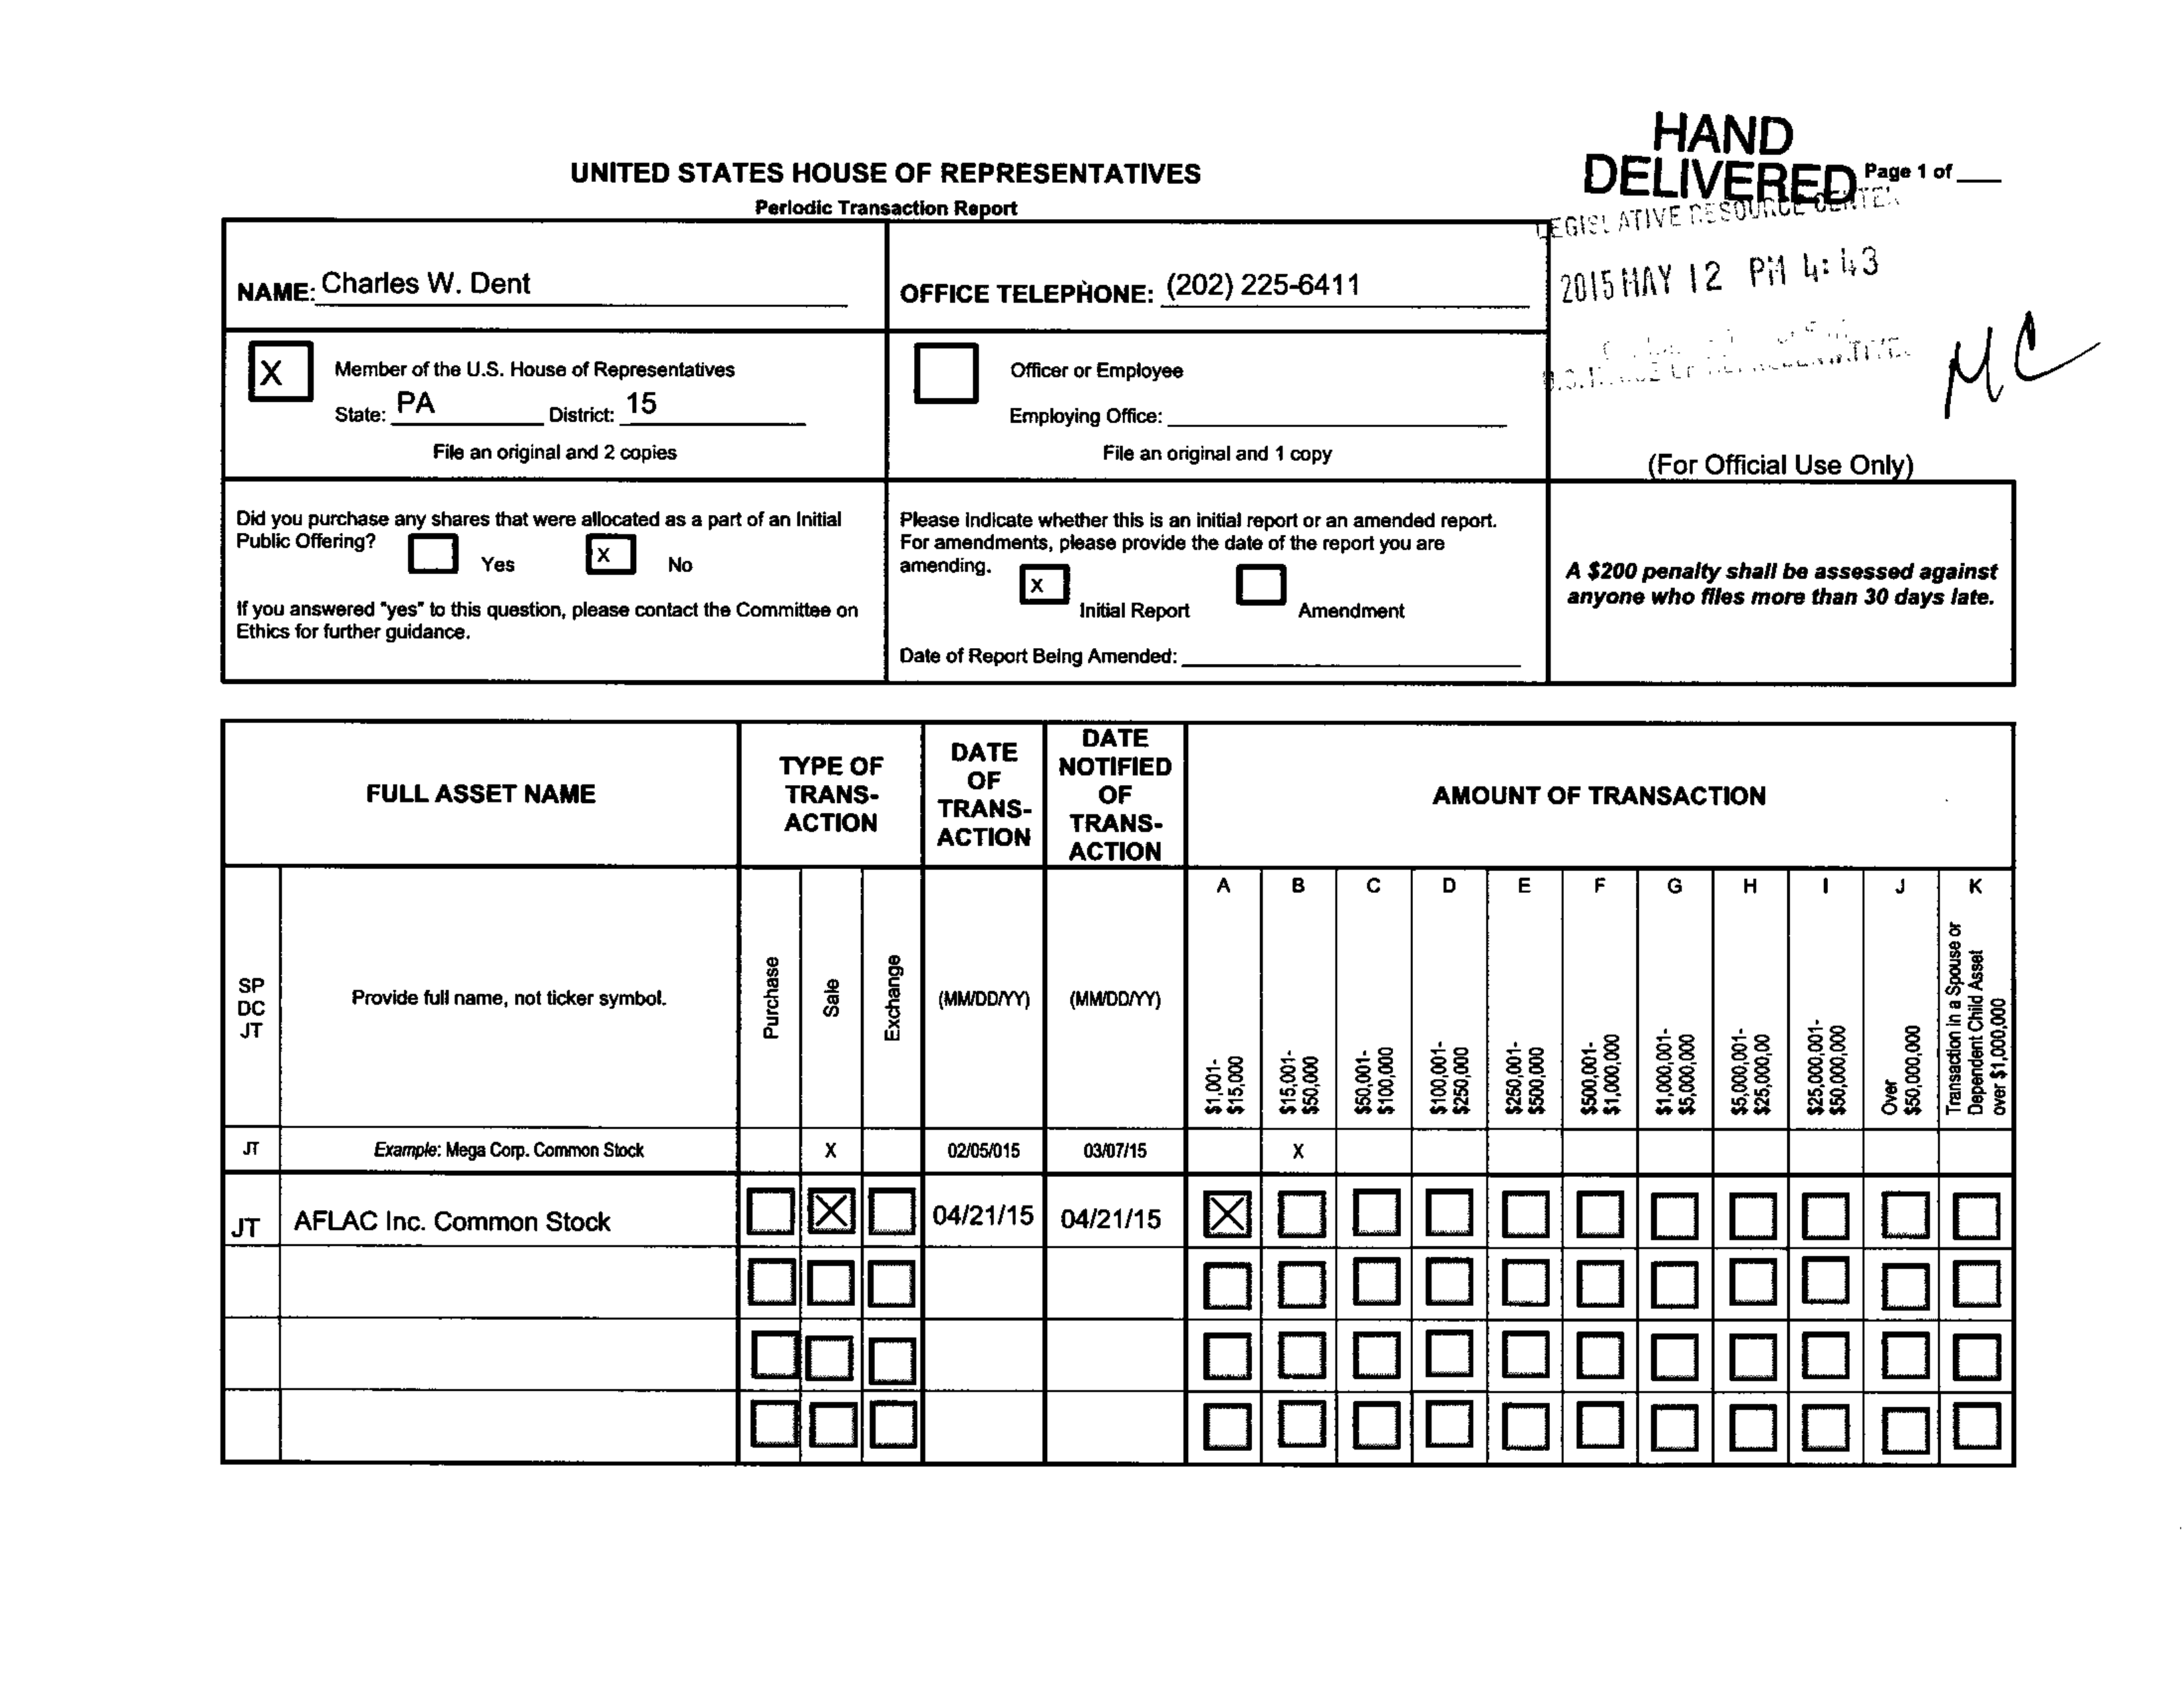 HAND
DELIVERED
Page 1 of
UNITED STATES HOUSE OF REPRESENTATIVES
Periodic Transaction Report
LEGISLATIVE RESOURCE CENTER
2015 MAY 12 PM 4:43
MC
(For Official Use Only)
NAME: Charles W. Dent
OFFICE TELEPHONE: (202) 225-6411
X
Member of the U.S. House of Representatives
State: PA District: 15
File an original and 2 copies
Officer or Employee
Employing Office:
File an original and 1 copy
Did you purchase any shares that were allocated as a part of an Initial
Public Offering? Yes X No
If you answered "yes" to this question, please contact the Committee on
Ethics for further guidance.
Please indicate whether this is an initial report or an amended report.
For amendments, please provide the date of the report you are
amending.
X Initial Report Amendment
Date of Report Being Amended:
A $200 penalty shall be assessed against
anyone who files more than 30 days late.
FULL ASSET NAME
TYPE OF
TRANS-
ACTION
DATE
OF
TRANS-
ACTION
DATE
NOTIFIED
OF
TRANS-
ACTION
AMOUNT OF TRANSACTION
SP
DC
JT
Provide full name, not ticker symbol.
Purchase
Sale
Exchange
(MM/DD/YY)
(MM/DD/YY)
A B C D E F G H I J K
$1,001-
$15,000
$15,001-
$50,000
$50,001-
$100,000
$100,001-
$250,000
$250,001-
$500,000
$500,001-
$1,000,000
$1,000,001-
$5,000,000
$5,000,001-
$25,000,00
$25,000,001-
$50,000,000
Over
$50,000,000
Transaction in a Spouse or
Dependent Child Asset
over $1,000,000
JT Example: Mega Corp. Common Stock X 02/05/015 03/07/15 X
JT AFLAC Inc. Common Stock X 04/21/15 04/21/15 X